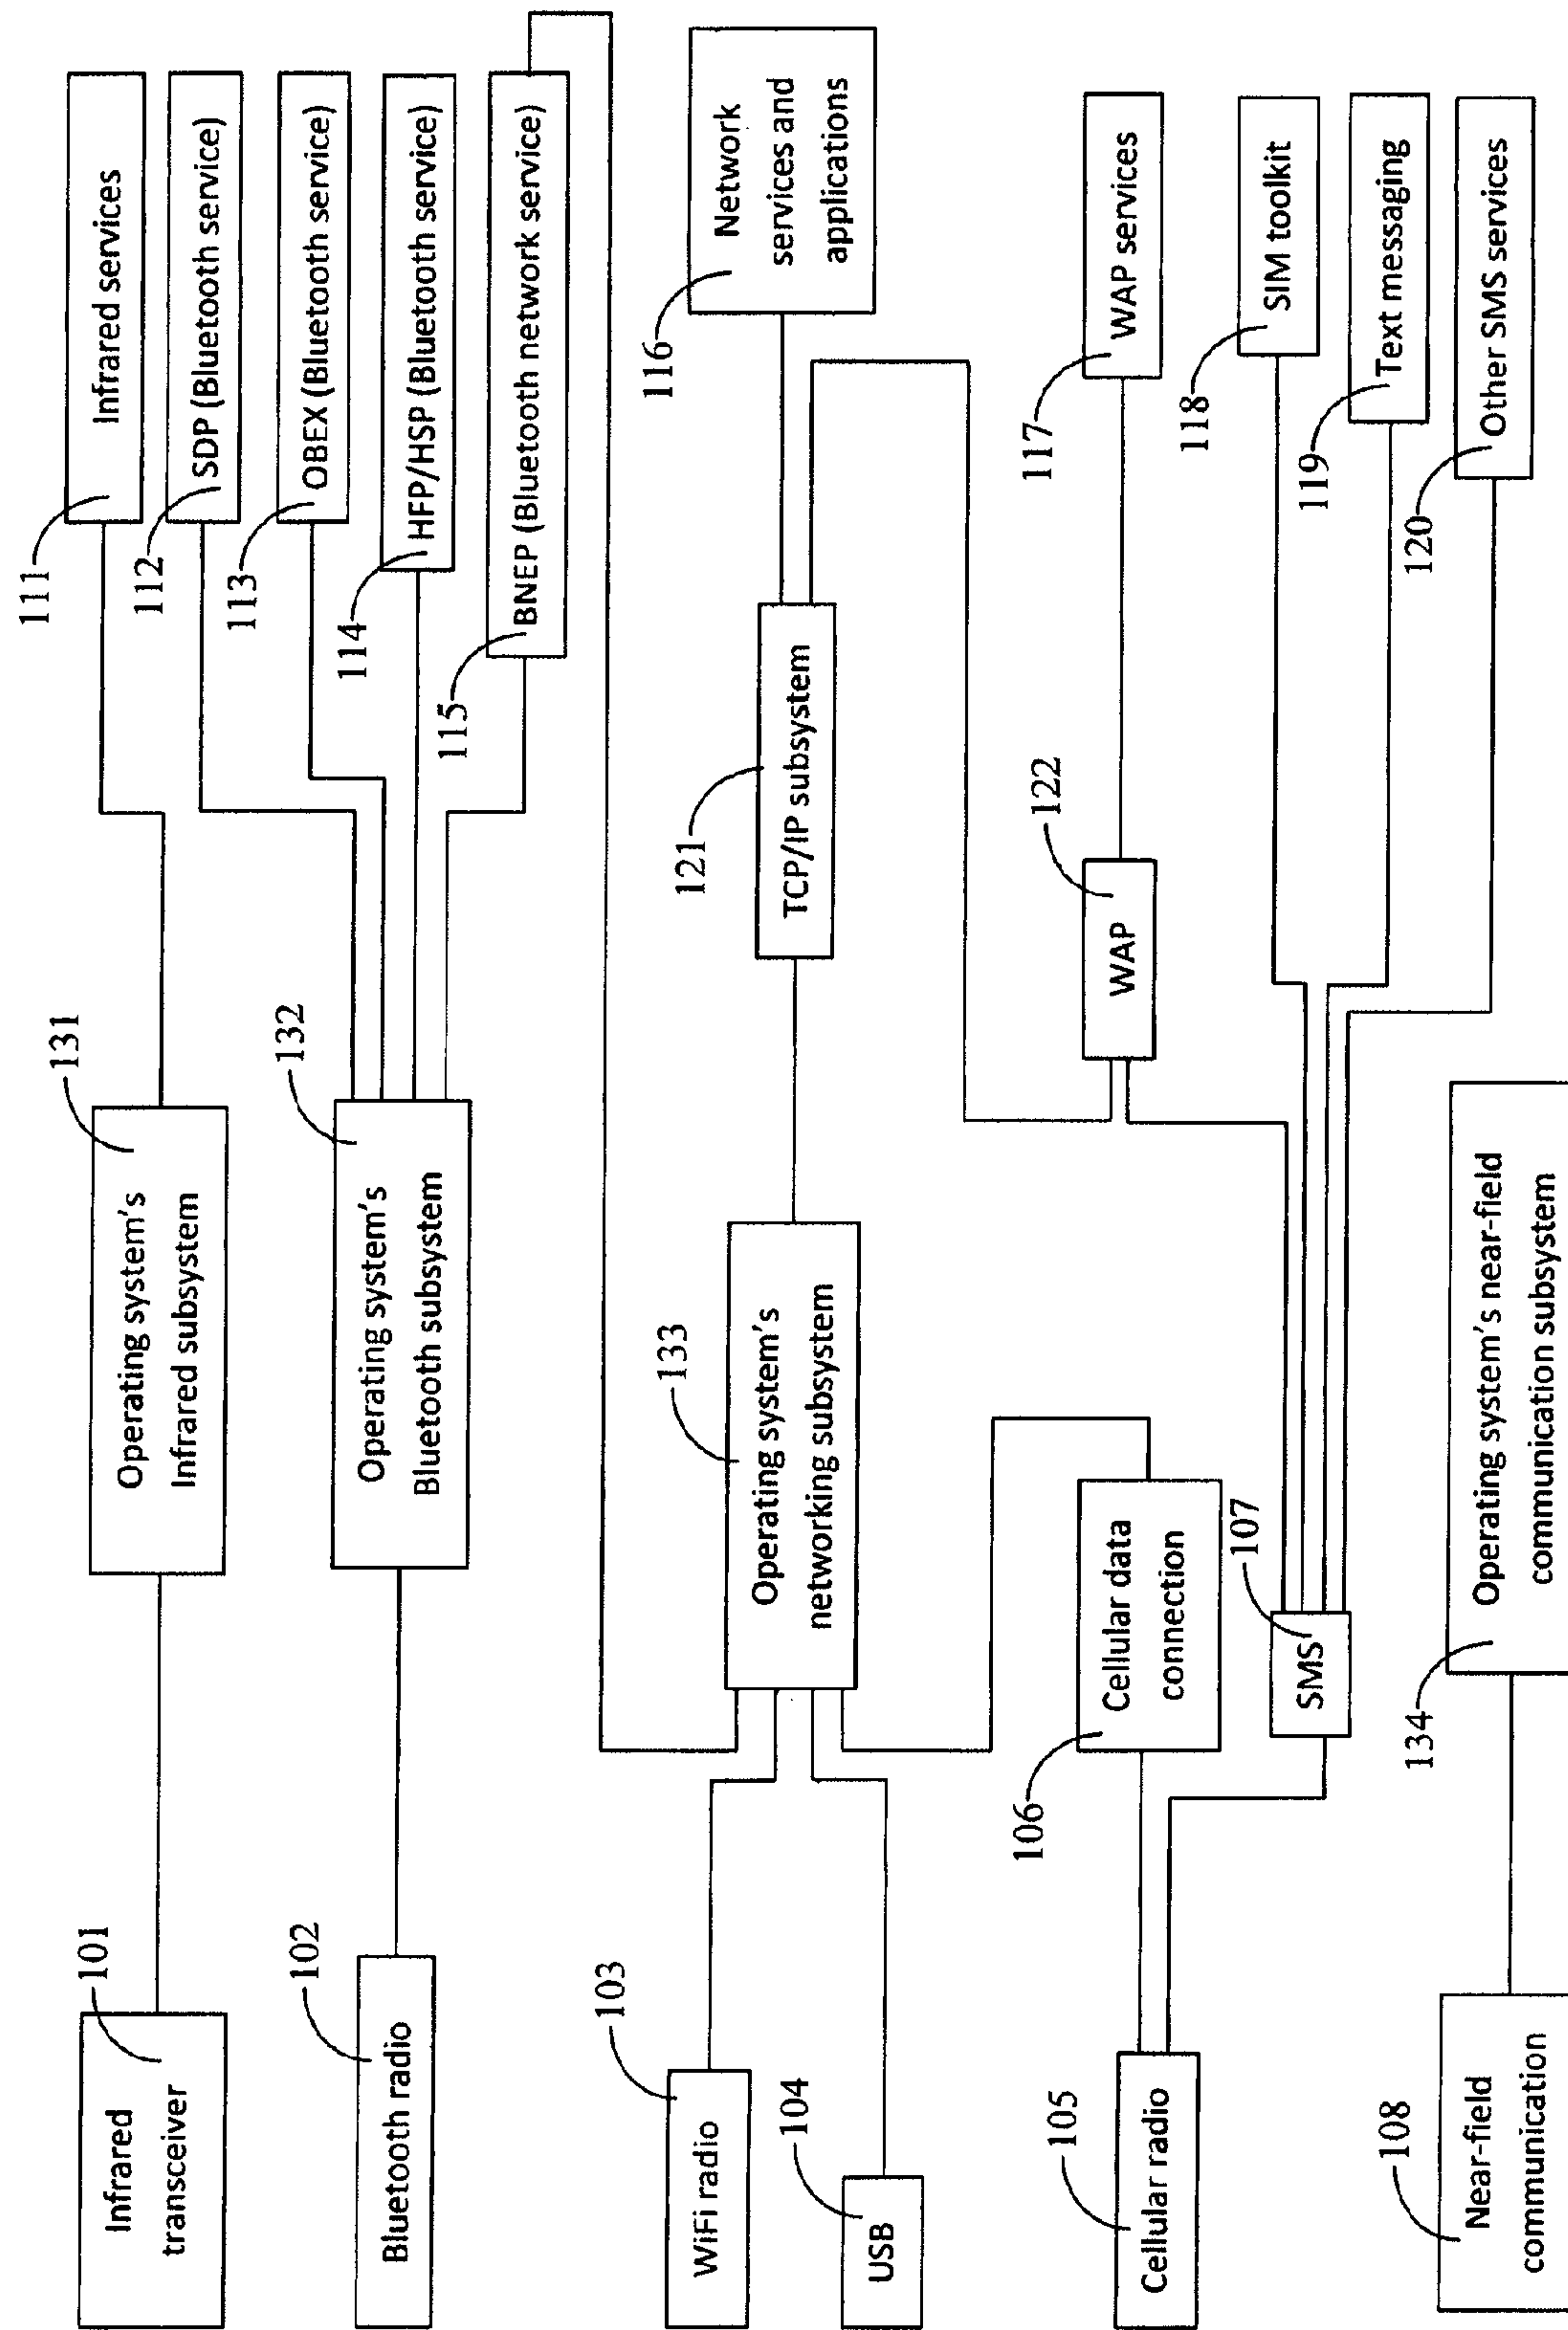 101
Infrared
transceiver
131
Operating system's
Infrared subsystem
111
Infrared services
112
SDP (Bluetooth service)
113
OBEX (Bluetooth service)
102
Bluetooth radio
132
Operating system's
Bluetooth subsystem
114
HFP/HSP (Bluetooth service)
115
BNEP (Bluetooth network service)
103
WiFi radio
104
USB
133
Operating system's
networking subsystem
121
TCP/IP subsystem
116
Network
services and
applications
105
Cellular radio
106
Cellular data
connection
122
WAP
117
WAP services
107
SMS
118
SIM toolkit
119
Text messaging
120
Other SMS services
108
Near-field
communication
134
Operating system's near-field
communication subsystem